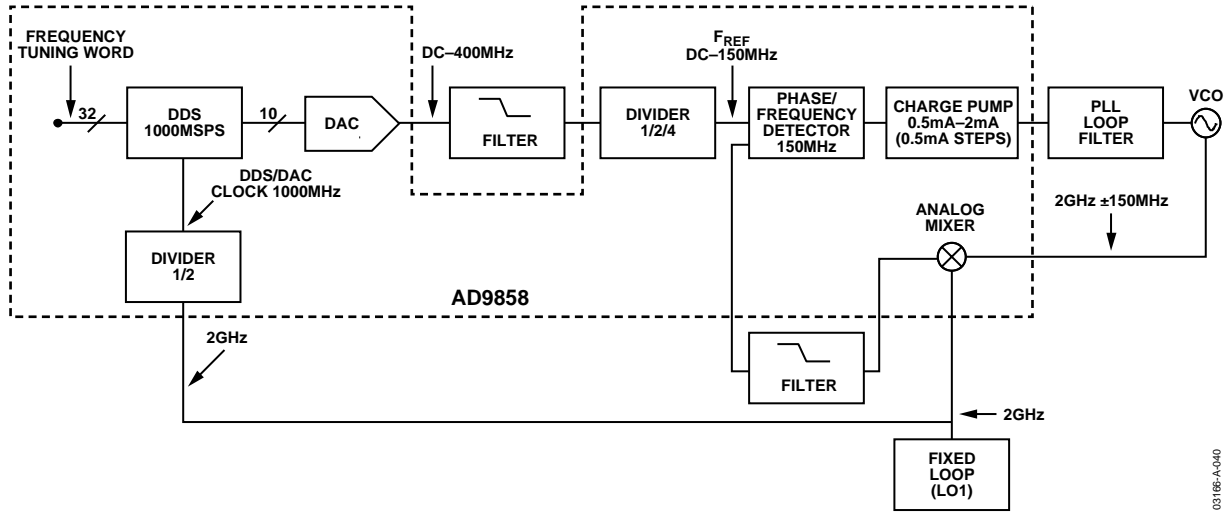 FREQUENCY
TUNING WORD
32
DDS
1000MSPS
10
DAC
DC–400MHz
FILTER
DIVIDER
1/2/4
FREF
DC–150MHz
PHASE/
FREQUENCY
DETECTOR
150MHz
CHARGE PUMP
0.5mA–2mA
(0.5mA STEPS)
PLL
LOOP
FILTER
VCO
DDS/DAC
CLOCK 1000MHz
DIVIDER
1/2
ANALOG
MIXER
2GHz ±150MHz
AD9858
2GHz
FILTER
2GHz
FIXED
LOOP
(LO1)
03166-A-040